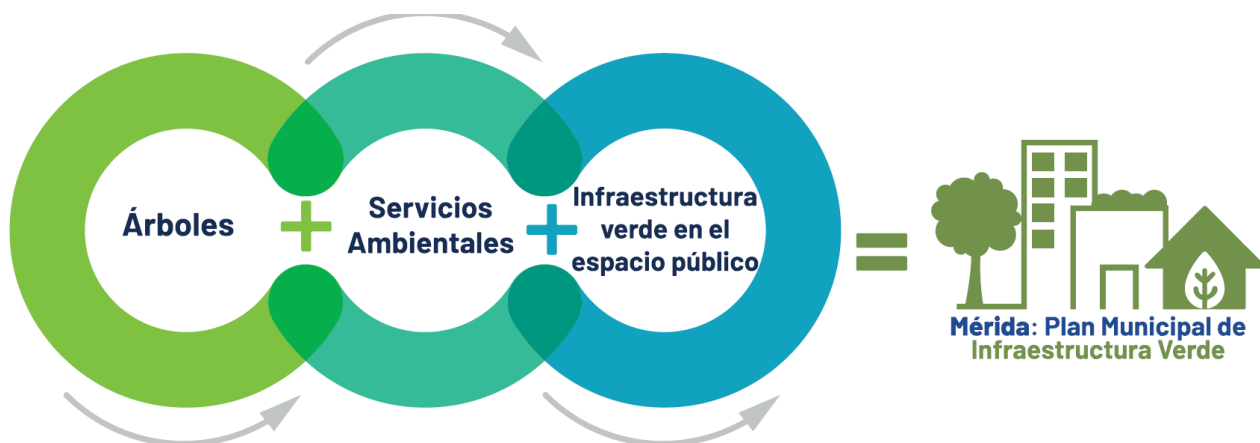 Árboles
+
Servicios
Ambientales
+
Infraestructura
verde en el
espacio público
=
Mérida: Plan Municipal de
Infraestructura Verde